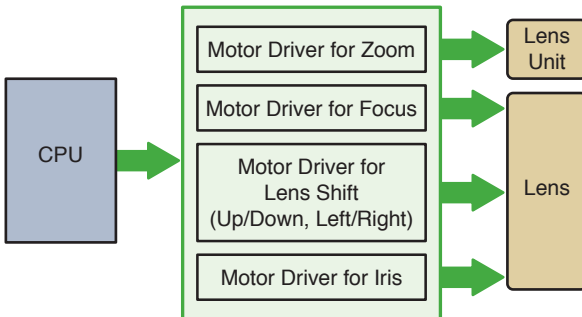 CPU
Motor Driver for Zoom
Motor Driver for Focus
Motor Driver for
Lens Shift
(Up/Down, Left/Right)
Motor Driver for Iris
Lens
Unit
Lens